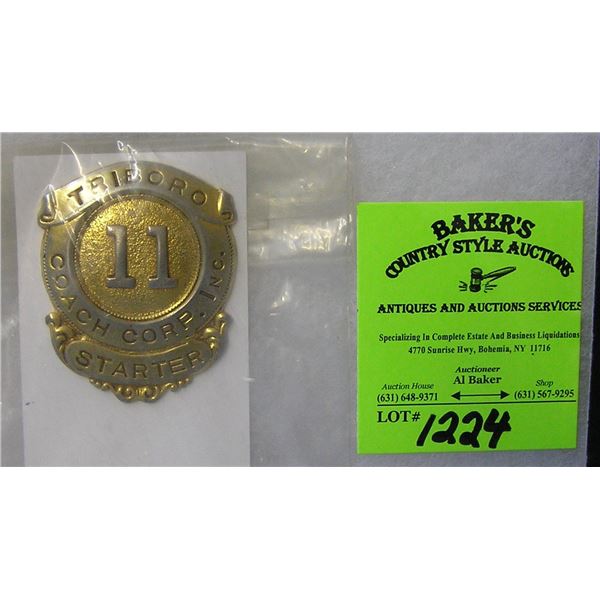 TRIBORO
11
COACH CORP. INC.
STARTER
BAKER'S
COUNTRY STYLE AUCTIONS
ANTIQUES AND AUCTIONS SERVICES
Specializing In Complete Estate And Business Liquidations
4770 Sunrise Hwy, Bohemia, NY 11716
Auctioneer
Auction House Al Baker Shop
(631) 648-9371 (631) 567-9295
LOT# 1224